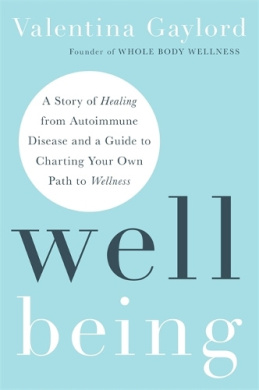 Valentina Gaylord
Founder of WHOLE BODY WELLNESS
A Story of Healing
from Autoimmune
Disease and a Guide to
Charting Your Own
Path to Wellness
well
being